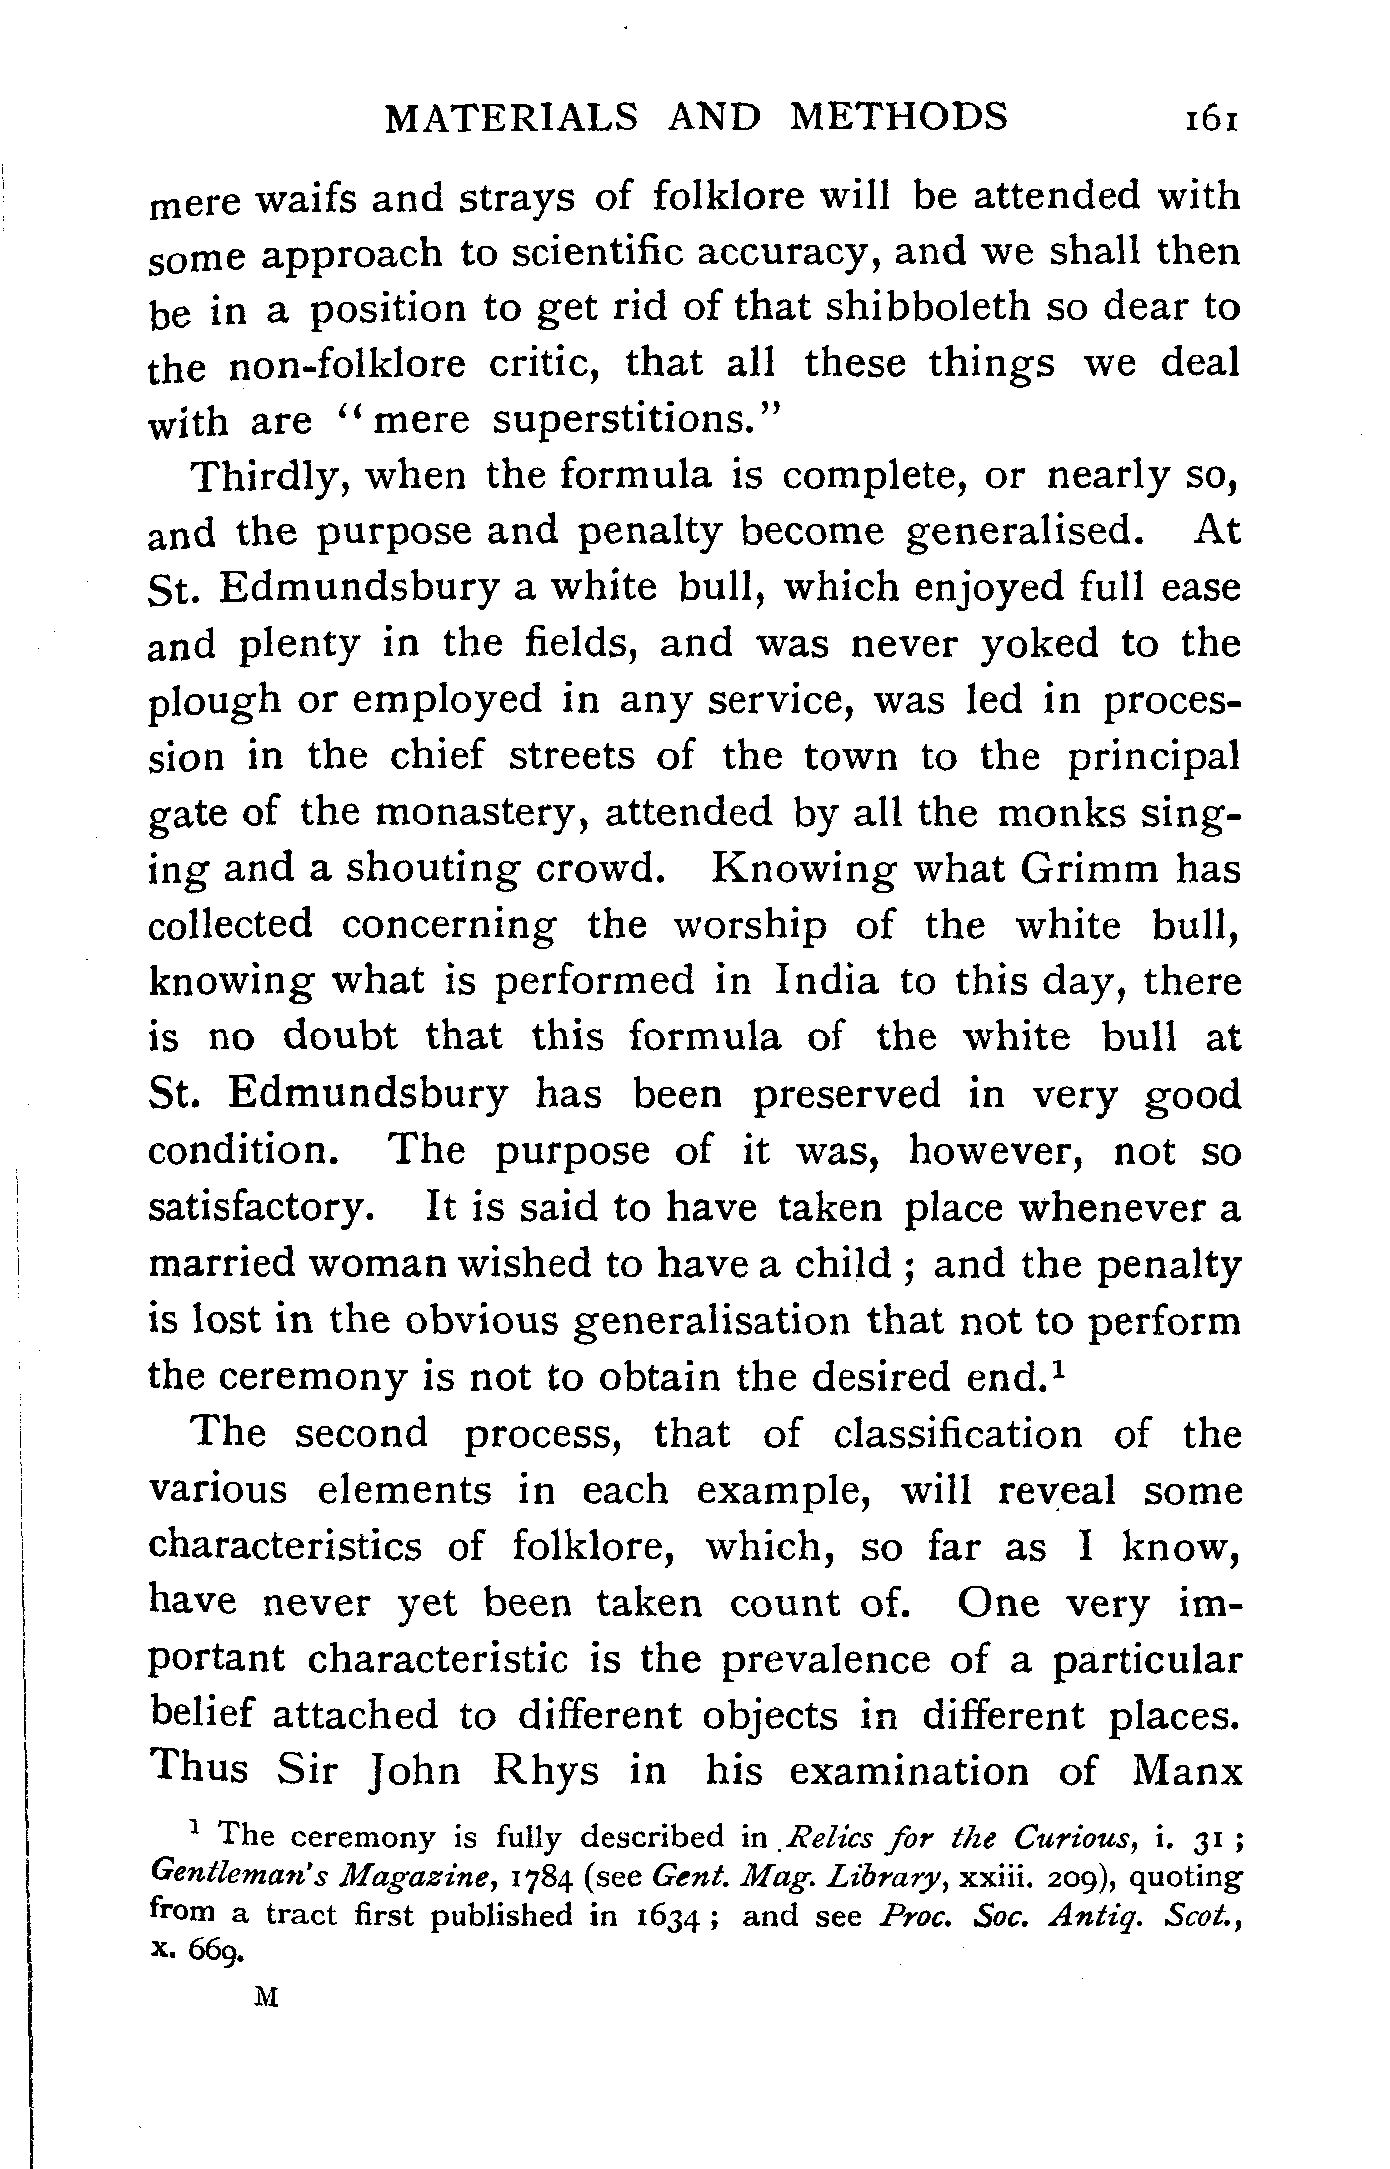 MATERIALS AND METHODS 161
mere waifs and strays of folklore will be attended with
some approach to scientific accuracy, and we shall then
be in a position to get rid of that shibboleth so dear to
the non-folklore critic, that all these things we deal
with are “mere superstitions.”
Thirdly, when the formula is complete, or nearly so,
and the purpose and penalty become generalised. At
St. Edmundsbury a white bull, which enjoyed full ease
and plenty in the fields, and was never yoked to the
plough or employed in any service, was led in proces-
sion in the chief streets of the town to the principal
gate of the monastery, attended by all the monks sing-
ing and a shouting crowd. Knowing what Grimm has
collected concerning the worship of the white bull,
knowing what is performed in India to this day, there
is no doubt that this formula of the white bull at
St. Edmundsbury has been preserved in very good
condition. The purpose of it was, however, not so
satisfactory. It is said to have taken place whenever a
married woman wished to have a child ; and the penalty
is lost in the obvious generalisation that not to perform
the ceremony is not to obtain the desired end.¹
The second process, that of classification of the
various elements in each example, will reveal some
characteristics of folklore, which, so far as I know,
have never yet been taken count of. One very im-
portant characteristic is the prevalence of a particular
belief attached to different objects in different places.
Thus Sir John Rhys in his examination of Manx
¹ The ceremony is fully described in Relics for the Curious, i. 31 ;
Gentleman's Magazine, 1784 (see Gent. Mag. Library, xxiii. 209), quoting
from a tract first published in 1634 ; and see Proc. Soc. Antiq. Scot.,
x. 669.
M